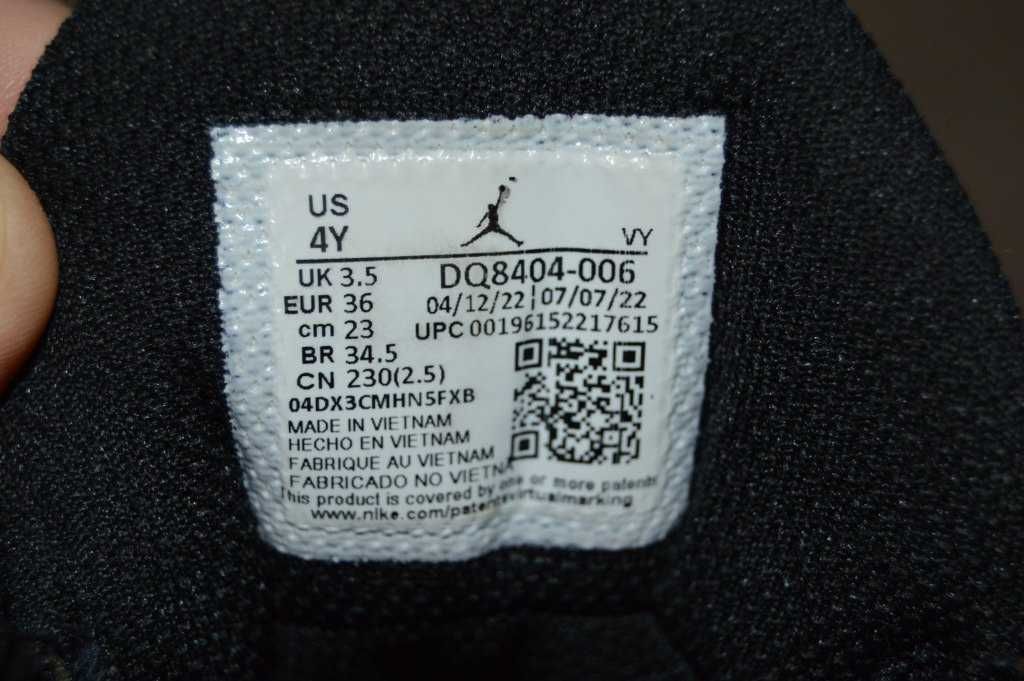 US
4Y
VY
UK 3.5 DQ8404-006
EUR 36 04/12/22|07/07/22
cm 23 UPC 00196152217615
BR 34.5
CN 230(2.5)
04DX3CMHN5FXB
MADE IN VIETNAM
HECHO EN VIETNAM
FABRIQUE AU VIETNAM
FABRICADO NO VIETNA
This product is covered by one or more patents
www.nike.com/patentsvirtualmarking